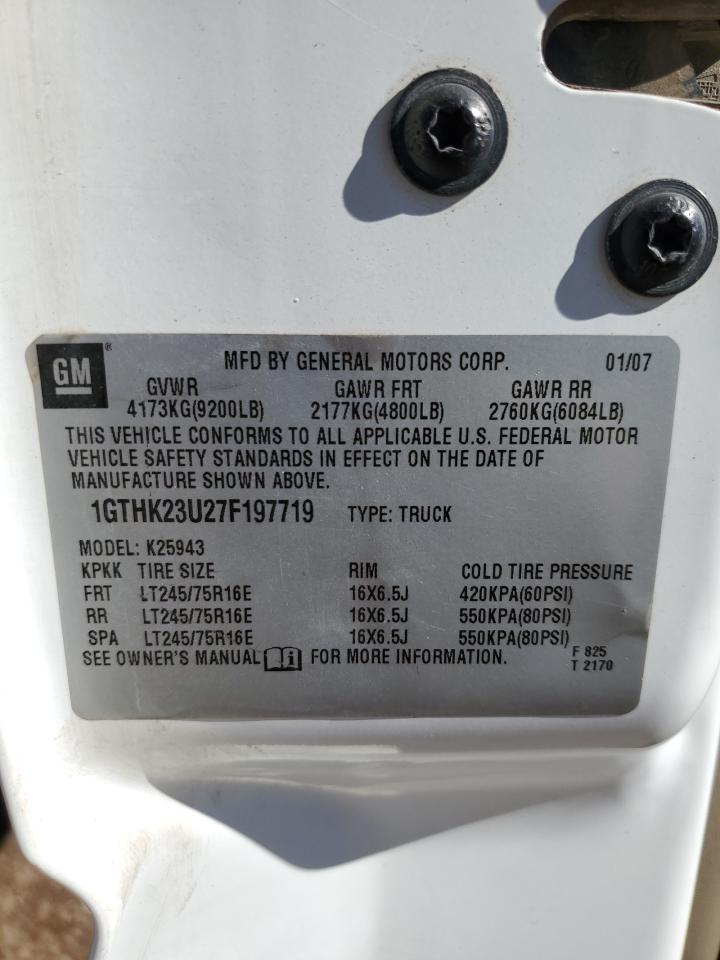 GM ®
MFD BY GENERAL MOTORS CORP. 01/07
GVWR GAWR FRT GAWR RR
4173KG(9200LB) 2177KG(4800LB) 2760KG(6084LB)
THIS VEHICLE CONFORMS TO ALL APPLICABLE U.S. FEDERAL MOTOR
VEHICLE SAFETY STANDARDS IN EFFECT ON THE DATE OF
MANUFACTURE SHOWN ABOVE.
1GTHK23U27F197719 TYPE: TRUCK
MODEL: K25943
KPKK TIRE SIZE RIM COLD TIRE PRESSURE
FRT LT245/75R16E 16X6.5J 420KPA(60PSI)
RR LT245/75R16E 16X6.5J 550KPA(80PSI)
SPA LT245/75R16E 16X6.5J 550KPA(80PSI)
SEE OWNER'S MANUAL i FOR MORE INFORMATION.
F 825
T 2170